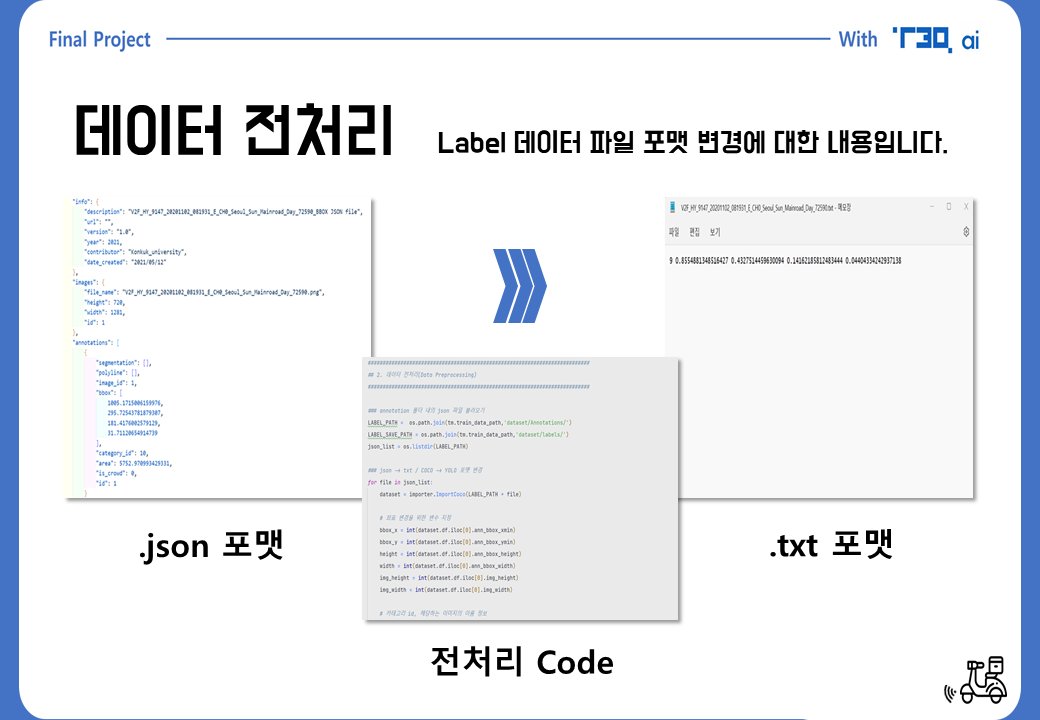 Final Project
With T3Q. ai
데이터 전처리
Label 데이터 파일 포맷 변경에 대한 내용입니다.
"info": {
"description": "V2F_HY_9147_20201102_081931_E_CH0_Seoul_Sun_Mainroad_Day_72590_BBOX JSON file",
"url": "",
"version": "1.0",
"year": 2021,
"contributor": "Konkuk_university",
"date_created": "2021/05/12"
},
"images": {
"file_name": "V2F_HY_9147_20201102_081931_E_CH0_Seoul_Sun_Mainroad_Day_72590.png",
"height": 720,
"width": 1281,
"id": 1
},
"annotations": [
{
"segmentation": [],
"polyline": [],
"image_id": 1,
"bbox": [
1005.1715006159976,
295.72543781879307,
181.4176002579129,
31.71120654914739
],
"category_id": 10,
"area": 5752.970993429331,
"is_crowd": 0,
"id": 1
}
.json 포맷
##########
## 2. 데이터 전처리(Data Preprocessing)
##########
### annotation 폴더 내의 json 파일 불러오기
LABEL_PATH = os.path.join(tm.train_data_path,'dataset/Annotations/')
LABEL_SAVE_PATH = os.path.join(tm.train_data_path,'dataset/labels/')
json_list = os.listdir(LABEL_PATH)
### json -> txt / COCO -> YOLO 포맷 변경
for file in json_list:
dataset = importer.ImportCoco(LABEL_PATH + file)
# 좌표 변경을 위한 변수 지정
bbox_x = int(dataset.df.iloc[0].ann_bbox_xmin)
bbox_y = int(dataset.df.iloc[0].ann_bbox_ymin)
height = int(dataset.df.iloc[0].ann_bbox_height)
width = int(dataset.df.iloc[0].ann_bbox_width)
img_height = int(dataset.df.iloc[0].img_height)
img_width = int(dataset.df.iloc[0].img_width)
# 카테고리 id, 해당하는 이미지의 이름 정보
전처리 Code
V2F_HY_9147_20201102_081931_E_CH0_Seoul_Sun_Mainroad_Day_72590.txt - 메모장
파일 편집 보기
9 0.8554881348516427 0.4327514459630094 0.14162185812483444 0.04404334242937138
.txt 포맷